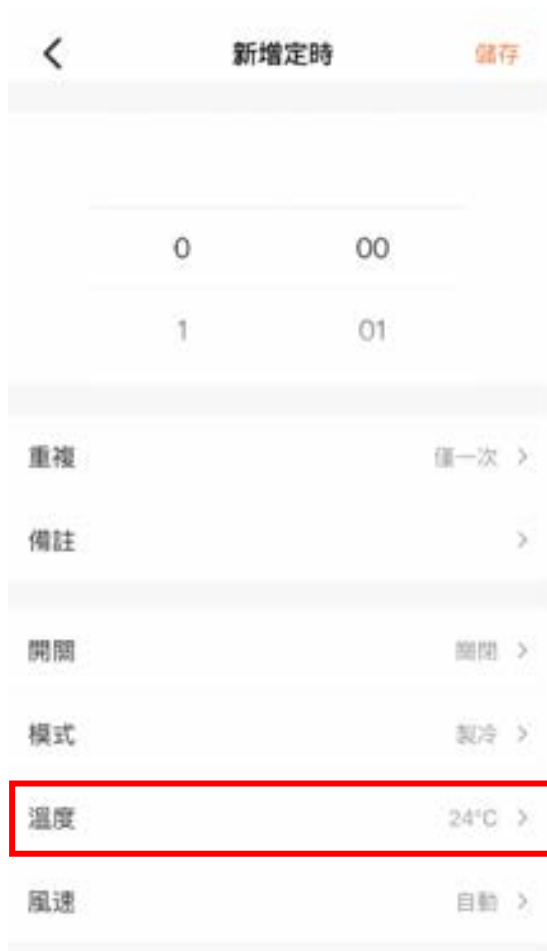 新增定時 儲存
0 00
1 01
重複 僅一次
備註
開關 關閉
模式 製冷
溫度 24°C
風速 自動